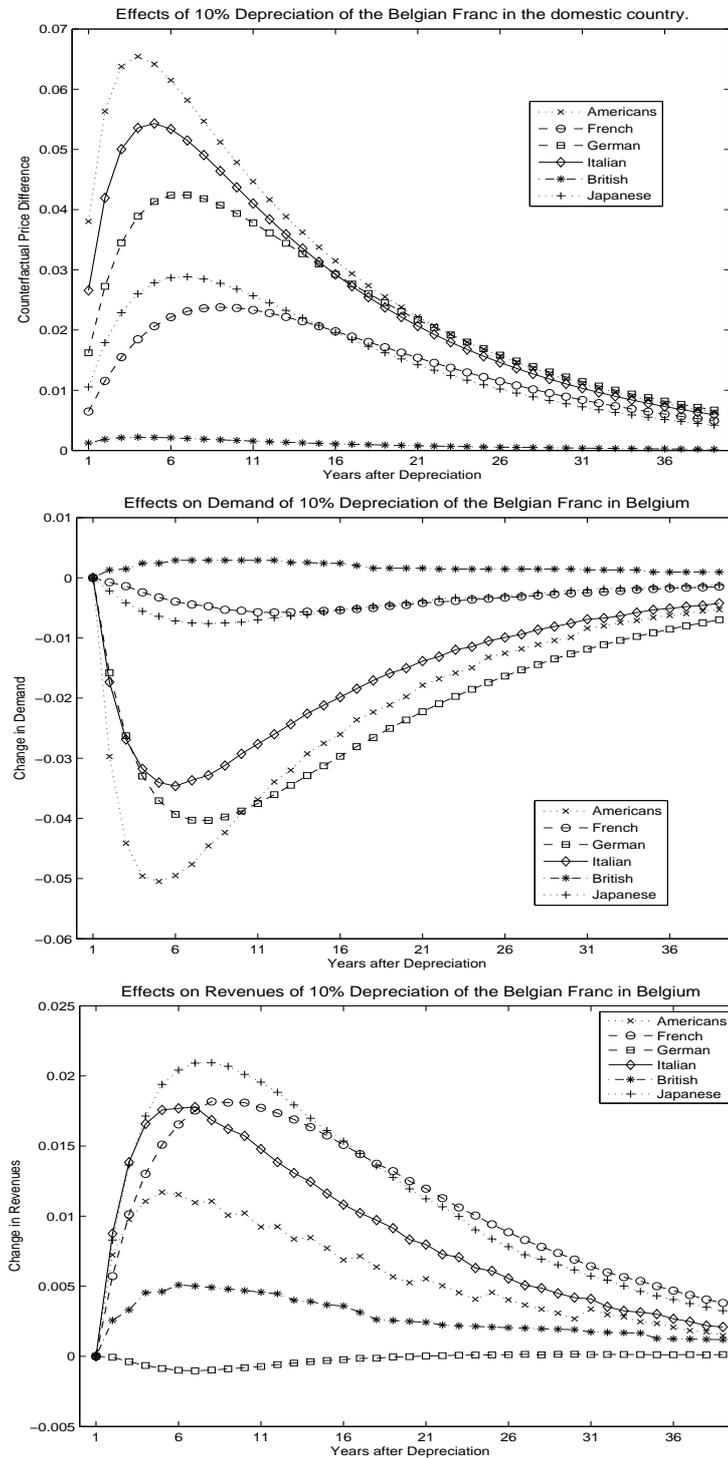 Effects of 10% Depreciation of the Belgian Franc in the domestic country.
0.07
0.06
0.05
0.04
0.03
0.02
0.01
0
Counterfactual Price Difference
Americans
French
German
Italian
British
Japanese
1 6 11 16 21 26 31 36
Years after Depreciation
Effects on Demand of 10% Depreciation of the Belgian Franc in Belgium
0.01
0
−0.01
−0.02
−0.03
−0.04
−0.05
−0.06
Change in Demand
Americans
French
German
Italian
British
Japanese
1 6 11 16 21 26 31 36
Years after Depreciation
Effects on Revenues of 10% Depreciation of the Belgian Franc in Belgium
0.025
0.02
0.015
0.01
0.005
0
−0.005
Change in Revenues
Americans
French
German
Italian
British
Japanese
1 6 11 16 21 26 31 36
Years after Depreciation